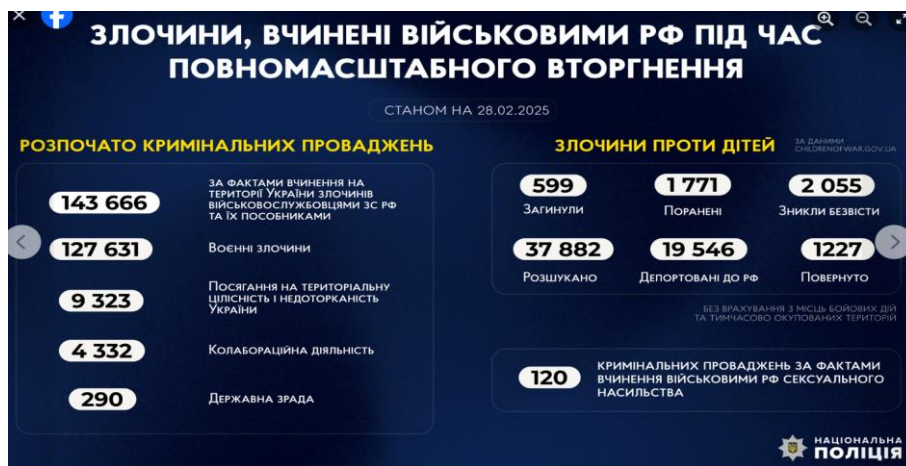 ЗЛОЧИНИ, ВЧИНЕНІ ВІЙСЬКОВИМИ РФ ПІД ЧАС
ПОВНОМАСШТАБНОГО ВТОРГНЕННЯ
СТАНОМ НА 28.02.2025
РОЗПОЧАТО КРИМІНАЛЬНИХ ПРОВАДЖЕНЬ
143 666
ЗА ФАКТАМИ ВЧИНЕННЯ НА
ТЕРИТОРІЇ УКРАЇНИ ЗЛОЧИНІВ
ВІЙСЬКОВОСЛУЖБОВЦЯМИ ЗС РФ
ТА ЇХ ПОСОБНИКАМИ
127 631
ВОЄННІ ЗЛОЧИНИ
9 323
ПОСЯГАННЯ НА ТЕРИТОРІАЛЬНУ
ЦІЛІСНІСТЬ І НЕДОТОРКАНІСТЬ
УКРАЇНИ
4 332
КОЛАБОРАЦІЙНА ДІЯЛЬНІСТЬ
290
ДЕРЖАВНА ЗРАДА
ЗЛОЧИНИ ПРОТИ ДІТЕЙ
ЗА ДАНИМИ
CHILDRENOFWAR.GOV.UA
599 1 771 2 055
ЗАГИНУЛИ ПОРАНЕНІ ЗНИКЛИ БЕЗВІСТИ
37 882 19 546 1227
РОЗШУКАНО ДЕПОРТОВАНІ ДО РФ ПОВЕРНУТО
БЕЗ ВРАХУВАННЯ З МІСЦЬ БОЙОВИХ ДІЙ
ТА ТИМЧАСОВО ОКУПОВАНИХ ТЕРИТОРІЙ
120
КРИМІНАЛЬНИХ ПРОВАДЖЕНЬ ЗА ФАКТАМИ
ВЧИНЕННЯ ВІЙСЬКОВИМИ РФ СЕКСУАЛЬНОГО
НАСИЛЬСТВА
НАЦІОНАЛЬНА
ПОЛІЦІЯ